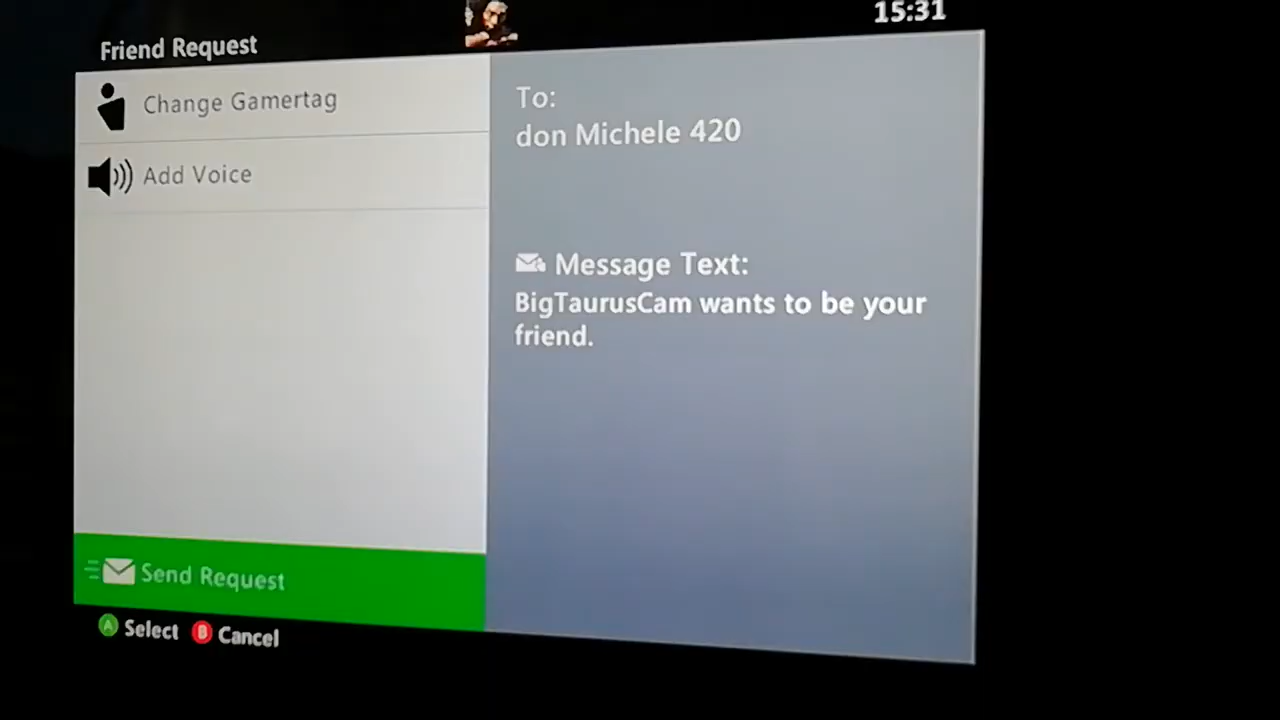 Friend Request
15:31
Change Gamertag
Add Voice
To:
don Michele 420
Message Text:
BigTaurusCam wants to be your
friend.
Send Request
A Select B Cancel